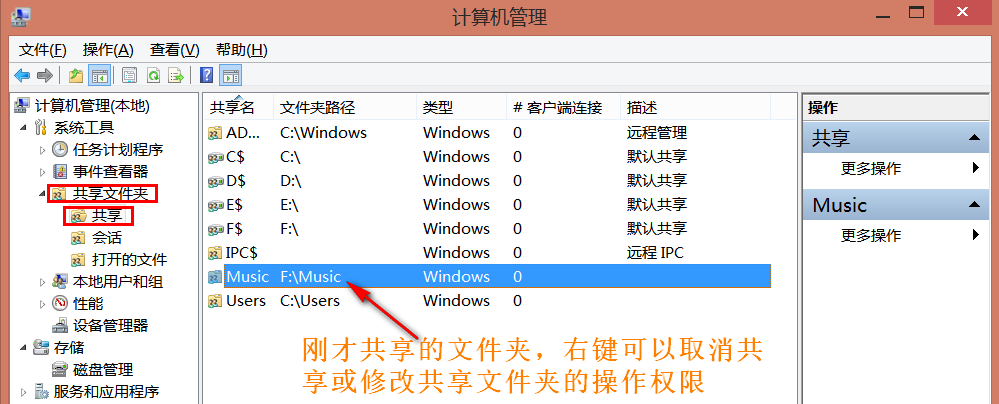 计算机管理
文件(F) 操作(A) 查看(V) 帮助(H)
计算机管理(本地)
系统工具
任务计划程序
事件查看器
共享文件夹
共享
会话
打开的文件
本地用户和组
性能
设备管理器
存储
磁盘管理
服务和应用程序
共享名 文件夹路径 类型 # 客户端连接 描述
AD... C:\Windows Windows 0 远程管理
C$ C:\ Windows 0 默认共享
D$ D:\ Windows 0 默认共享
E$ E:\ Windows 0 默认共享
F$ F:\ Windows 0 默认共享
IPC$ Windows 0 远程 IPC
Music F:\Music Windows 0
Users C:\Users Windows 0
刚才共享的文件夹，右键可以取消共
享或修改共享文件夹的操作权限
操作
共享
更多操作
Music
更多操作